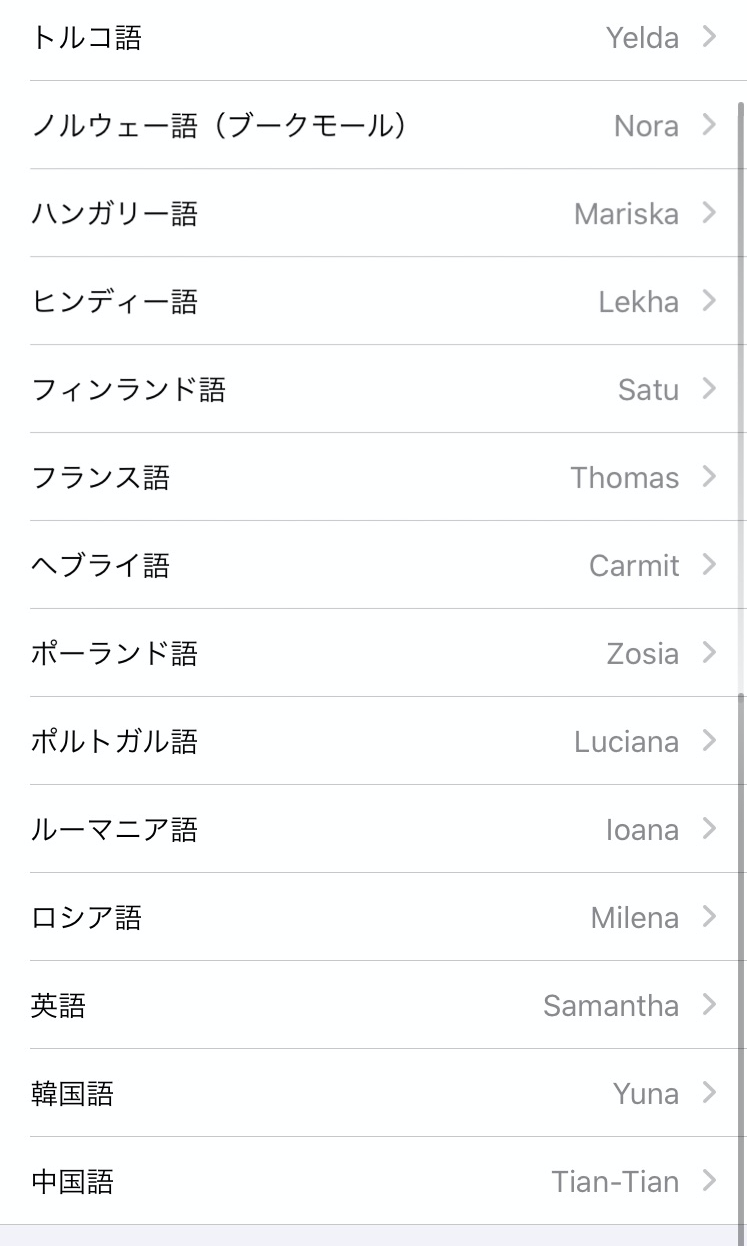 トルコ語 Yelda
ノルウェー語（ブークモール） Nora
ハンガリー語 Mariska
ヒンディー語 Lekha
フィンランド語 Satu
フランス語 Thomas
ヘブライ語 Carmit
ポーランド語 Zosia
ポルトガル語 Luciana
ルーマニア語 Ioana
ロシア語 Milena
英語 Samantha
韓国語 Yuna
中国語 Tian-Tian